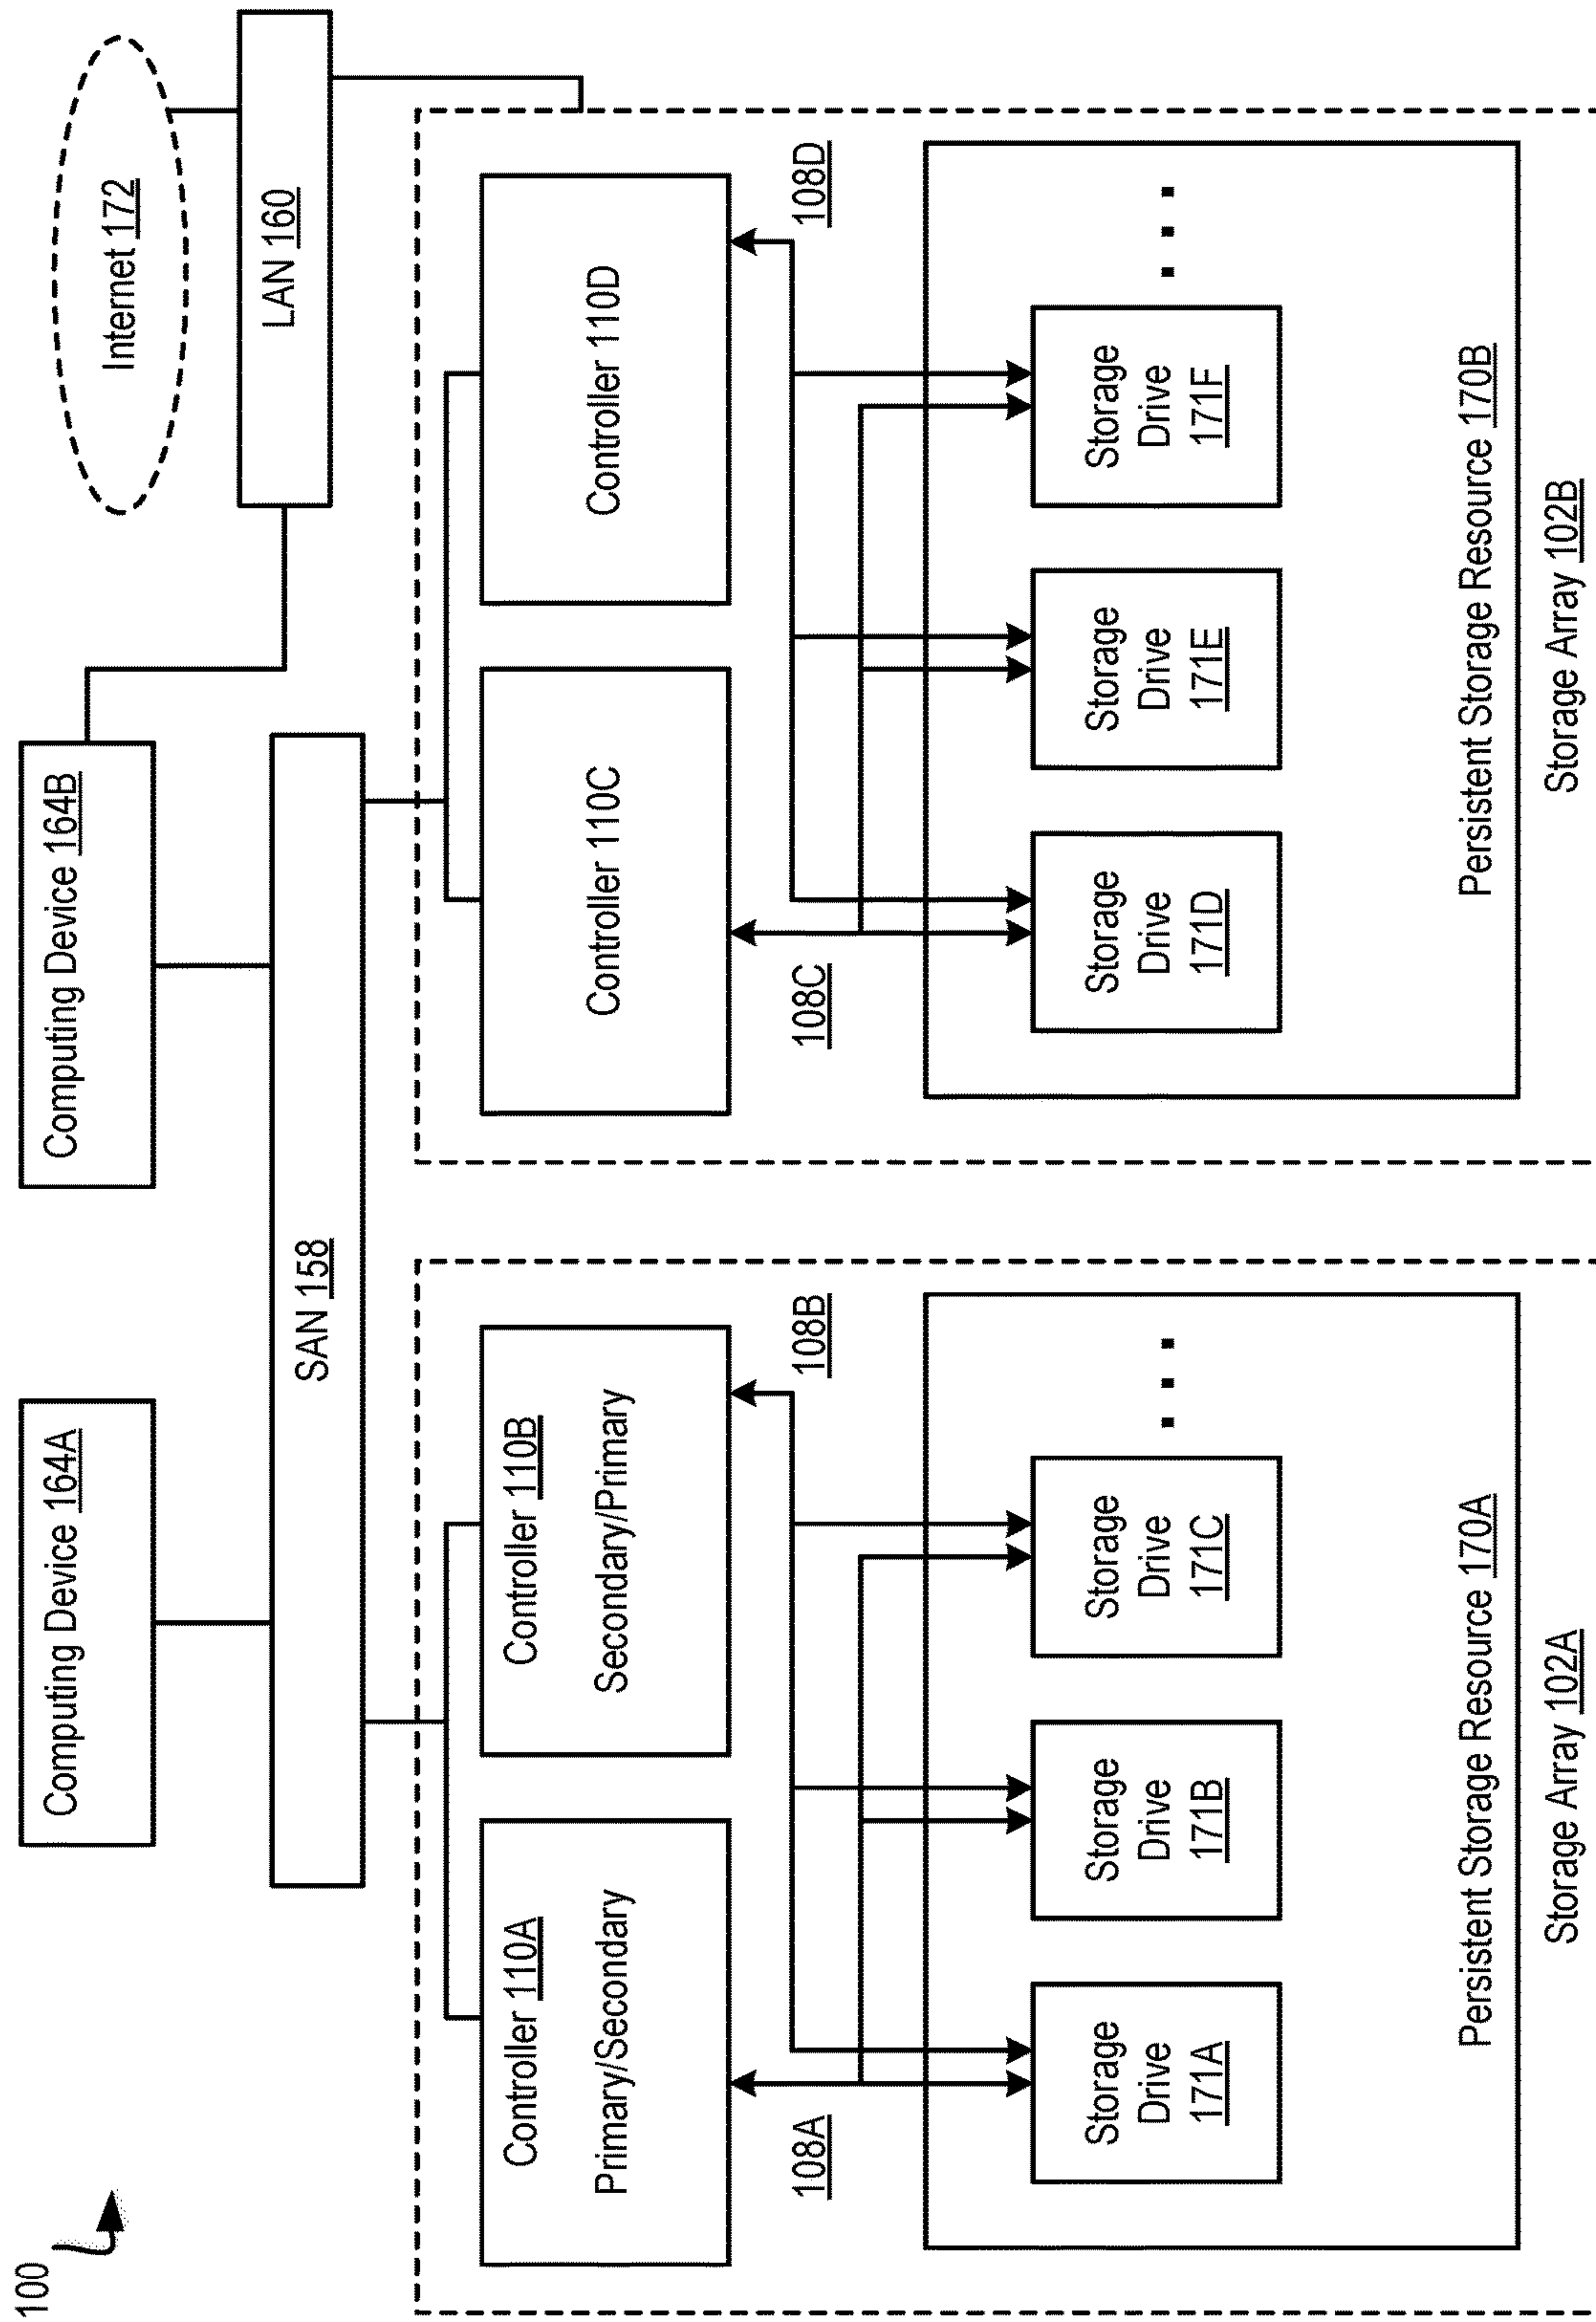 100
Computing Device 164A
Computing Device 164B
Internet 172
LAN 160
SAN 158
Controller 110A
Primary/Secondary
Controller 110B
Secondary/Primary
Controller 110C
Controller 110D
108A
108B
108C
108D
Storage
Drive
171A
Storage
Drive
171B
Storage
Drive
171C
Storage
Drive
171D
Storage
Drive
171E
Storage
Drive
171F
Persistent Storage Resource 170A
Persistent Storage Resource 170B
Storage Array 102A
Storage Array 102B